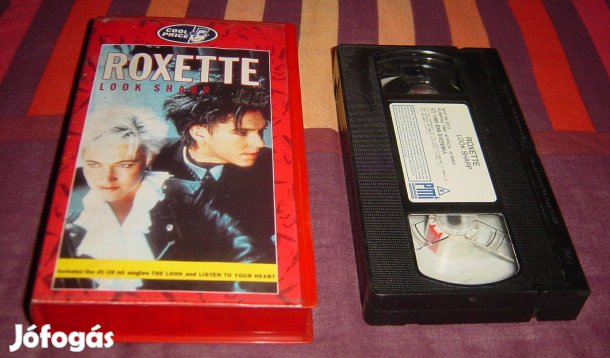 COOL
PRICE
ROXETTE
LOOK SHARP
Includes the #1 US hit singles THE LOOK and LISTEN TO YOUR HEART
ROXETTE
LOOK SHARP
PMI
Jófogás